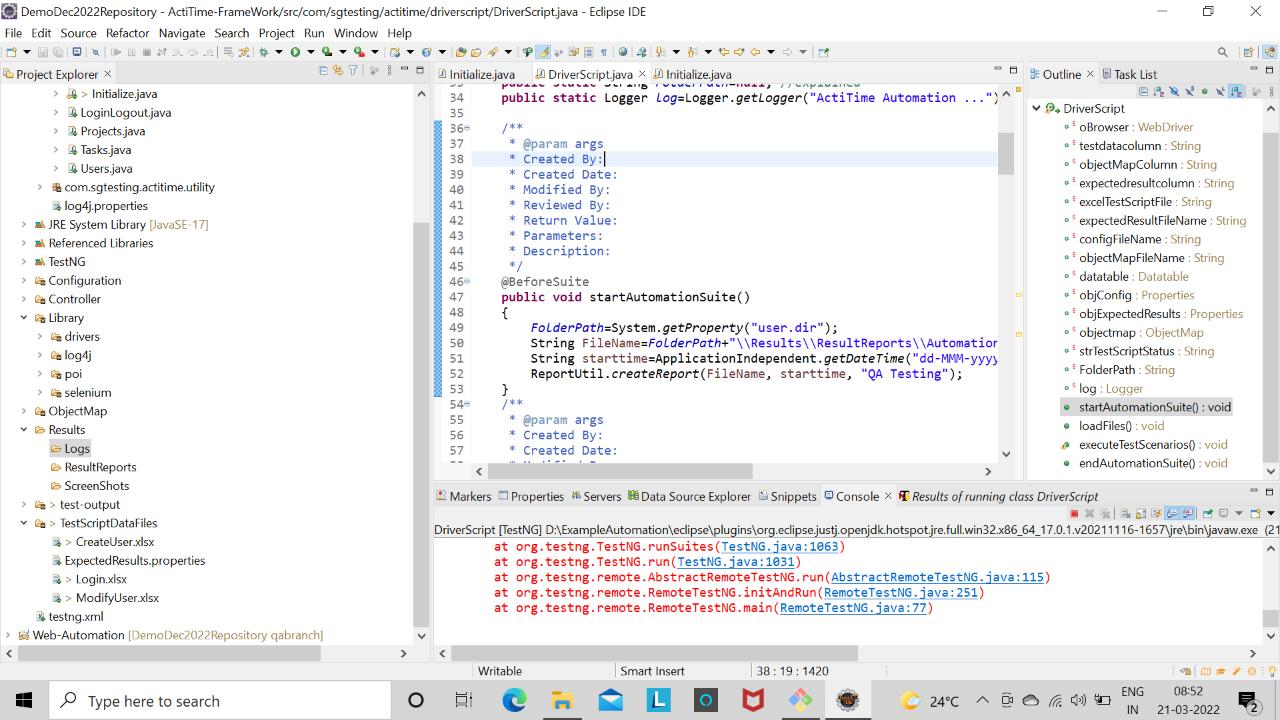 DemoDec2022Repository - ActiTime-FrameWork/src/com/sgtesting/actitime/driverscript/DriverScript.java - Eclipse IDE
File Edit Source Refactor Navigate Search Project Run Window Help
Project Explorer
> Initialize.java
LoginLogout.java
Projects.java
Tasks.java
Users.java
com.sgtesting.actitime.utility
log4j.properties
JRE System Library [JavaSE-17]
Referenced Libraries
TestNG
Configuration
Controller
Library
drivers
log4j
poi
selenium
ObjectMap
Results
Logs
ResultReports
ScreenShots
> test-output
> TestScriptDataFiles
> CreateUser.xlsx
ExpectedResults.properties
> Login.xlsx
> ModifyUser.xlsx
testng.xml
Web-Automation [DemoDec2022Repository qabranch]
Initialize.java DriverScript.java Initialize.java
33 public static String FolderPath=null; //explained
34 public static Logger log=Logger.getLogger("ActiTime Automation ...")
35
36 /**
37 * @param args
38 * Created By:
39 * Created Date:
40 * Modified By:
41 * Reviewed By:
42 * Return Value:
43 * Parameters:
44 * Description:
45 */
46 @BeforeSuite
47 public void startAutomationSuite()
48 {
49 FolderPath=System.getProperty("user.dir");
50 String FileName=FolderPath+"\\Results\\ResultReports\\Automation
51 String starttime=ApplicationIndependent.getDateTime("dd-MMM-yyyy
52 ReportUtil.createReport(FileName, starttime, "QA Testing");
53 }
54 /**
55 * @param args
56 * Created By:
57 * Created Date:
Outline Task List
DriverScript
oBrowser : WebDriver
testdatacolumn : String
objectMapColumn : String
expectedresultcolumn : String
excelTestScriptFile : String
expectedResultFileName : String
configFileName : String
objectMapFileName : String
datatable : Datatable
objConfig : Properties
objExpectedResults : Properties
objectmap : ObjectMap
strTestScriptStatus : String
FolderPath : String
log : Logger
startAutomationSuite() : void
loadFiles() : void
executeTestScenarios() : void
endAutomationSuite() : void
Markers Properties Servers Data Source Explorer Snippets Console Results of running class DriverScript
DriverScript [TestNG] D:\ExampleAutomation\eclipse\plugins\org.eclipse.justj.openjdk.hotspot.jre.full.win32.x86_64_17.0.1.v20211116-1657\jre\bin\javaw.exe (21
at org.testng.TestNG.runSuites(TestNG.java:1063)
at org.testng.TestNG.run(TestNG.java:1031)
at org.testng.remote.AbstractRemoteTestNG.run(AbstractRemoteTestNG.java:115)
at org.testng.remote.RemoteTestNG.initAndRun(RemoteTestNG.java:251)
at org.testng.remote.RemoteTestNG.main(RemoteTestNG.java:77)
Writable Smart Insert 38 : 19 : 1420
Type here to search
24°C
ENG
IN
08:52
21-03-2022
2